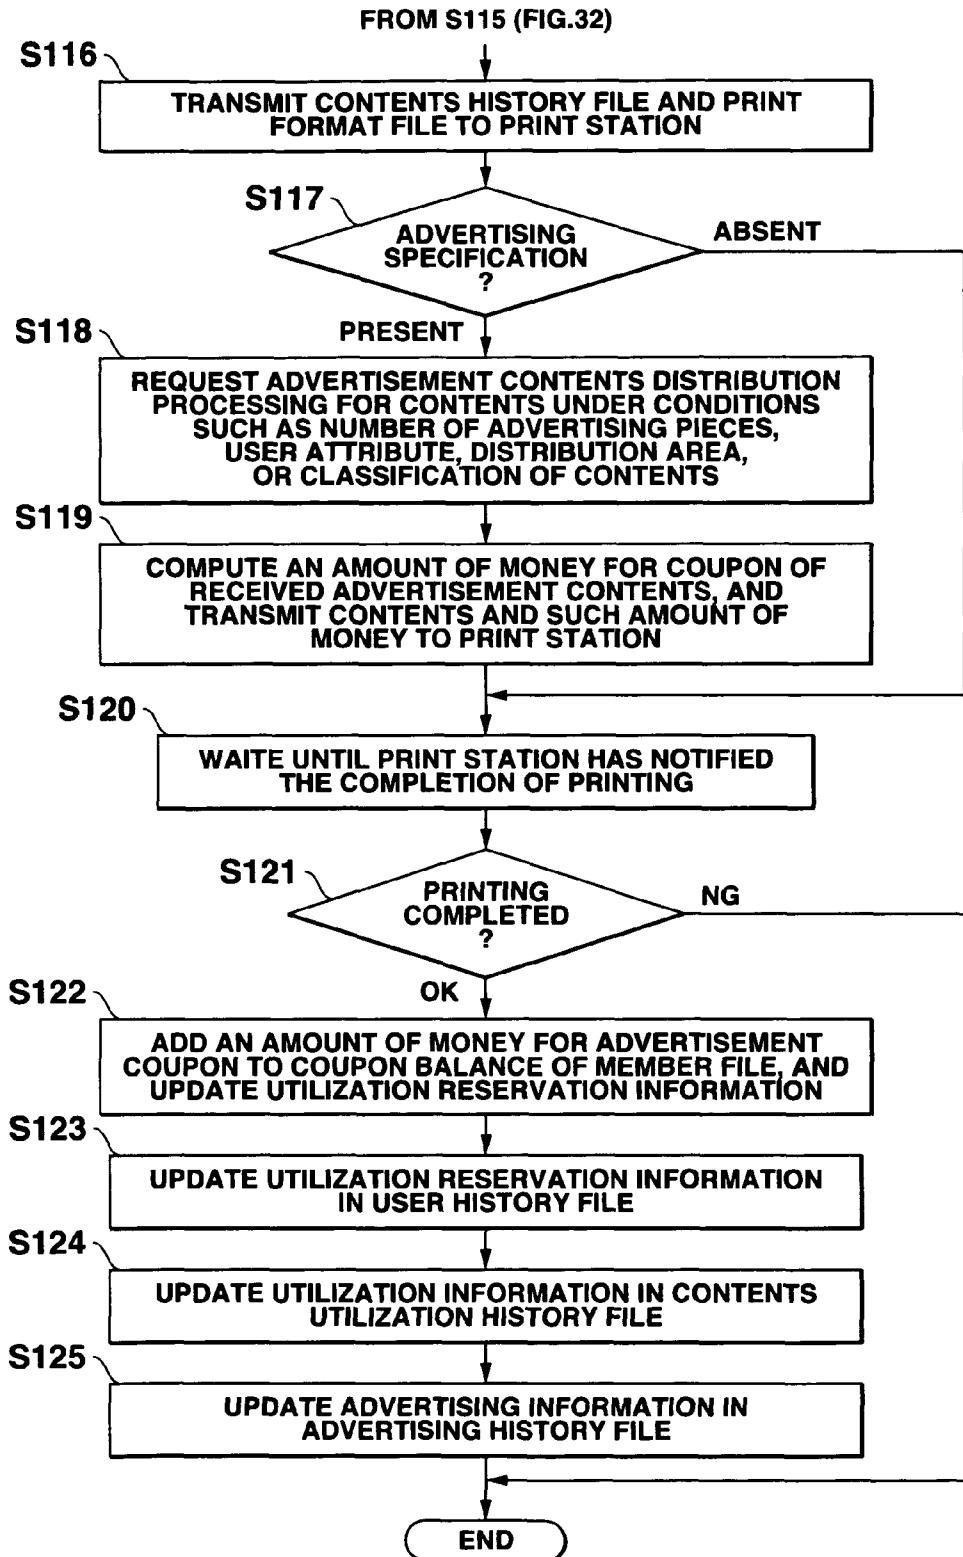 FROM S115 (FIG.32)
S116
TRANSMIT CONTENTS HISTORY FILE AND PRINT
FORMAT FILE TO PRINT STATION
S117
ADVERTISING
SPECIFICATION
?
ABSENT
PRESENT
S118
REQUEST ADVERTISEMENT CONTENTS DISTRIBUTION
PROCESSING FOR CONTENTS UNDER CONDITIONS
SUCH AS NUMBER OF ADVERTISING PIECES,
USER ATTRIBUTE, DISTRIBUTION AREA,
OR CLASSIFICATION OF CONTENTS
S119
COMPUTE AN AMOUNT OF MONEY FOR COUPON OF
RECEIVED ADVERTISEMENT CONTENTS, AND
TRANSMIT CONTENTS AND SUCH AMOUNT OF
MONEY TO PRINT STATION
S120
WAITE UNTIL PRINT STATION HAS NOTIFIED
THE COMPLETION OF PRINTING
S121
PRINTING
COMPLETED
?
NG
OK
S122
ADD AN AMOUNT OF MONEY FOR ADVERTISEMENT
COUPON TO COUPON BALANCE OF MEMBER FILE, AND
UPDATE UTILIZATION RESERVATION INFORMATION
S123
UPDATE UTILIZATION RESERVATION INFORMATION
IN USER HISTORY FILE
S124
UPDATE UTILIZATION INFORMATION IN CONTENTS
UTILIZATION HISTORY FILE
S125
UPDATE ADVERTISING INFORMATION IN
ADVERTISING HISTORY FILE
END